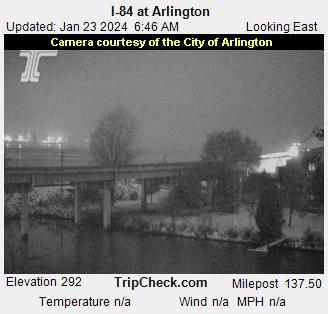 I-84 at Arlington
Updated: Jan 23 2024 6:46 AM Looking East
Camera courtesy of the City of Arlington
Elevation 292 TripCheck.com Milepost 137.50
Temperature n/a Wind n/a MPH n/a